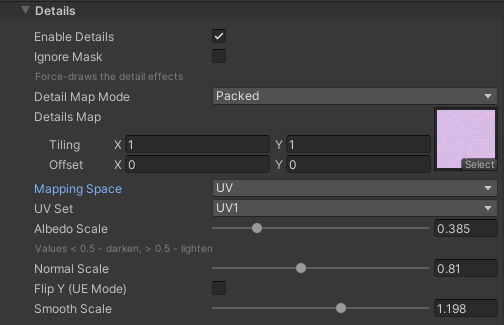 Details
Enable Details
Ignore Mask
Force-draws the detail effects
Detail Map Mode Packed
Details Map
Tiling X 1 Y 1
Offset X 0 Y 0
Select
Mapping Space UV
UV Set UV1
Albedo Scale 0.385
Values < 0.5 - darken, > 0.5 - lighten
Normal Scale 0.81
Flip Y (UE Mode)
Smooth Scale 1.198